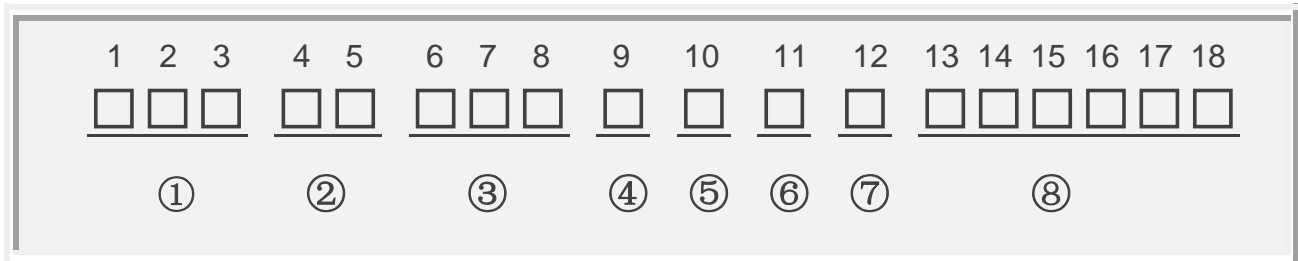 1 2 3 4 5 6 7 8 9 10 11 12 13 14 15 16 17 18
□□□ □□ □□□ □ □ □ □ □□□□□□
① ② ③ ④ ⑤ ⑥ ⑦ ⑧